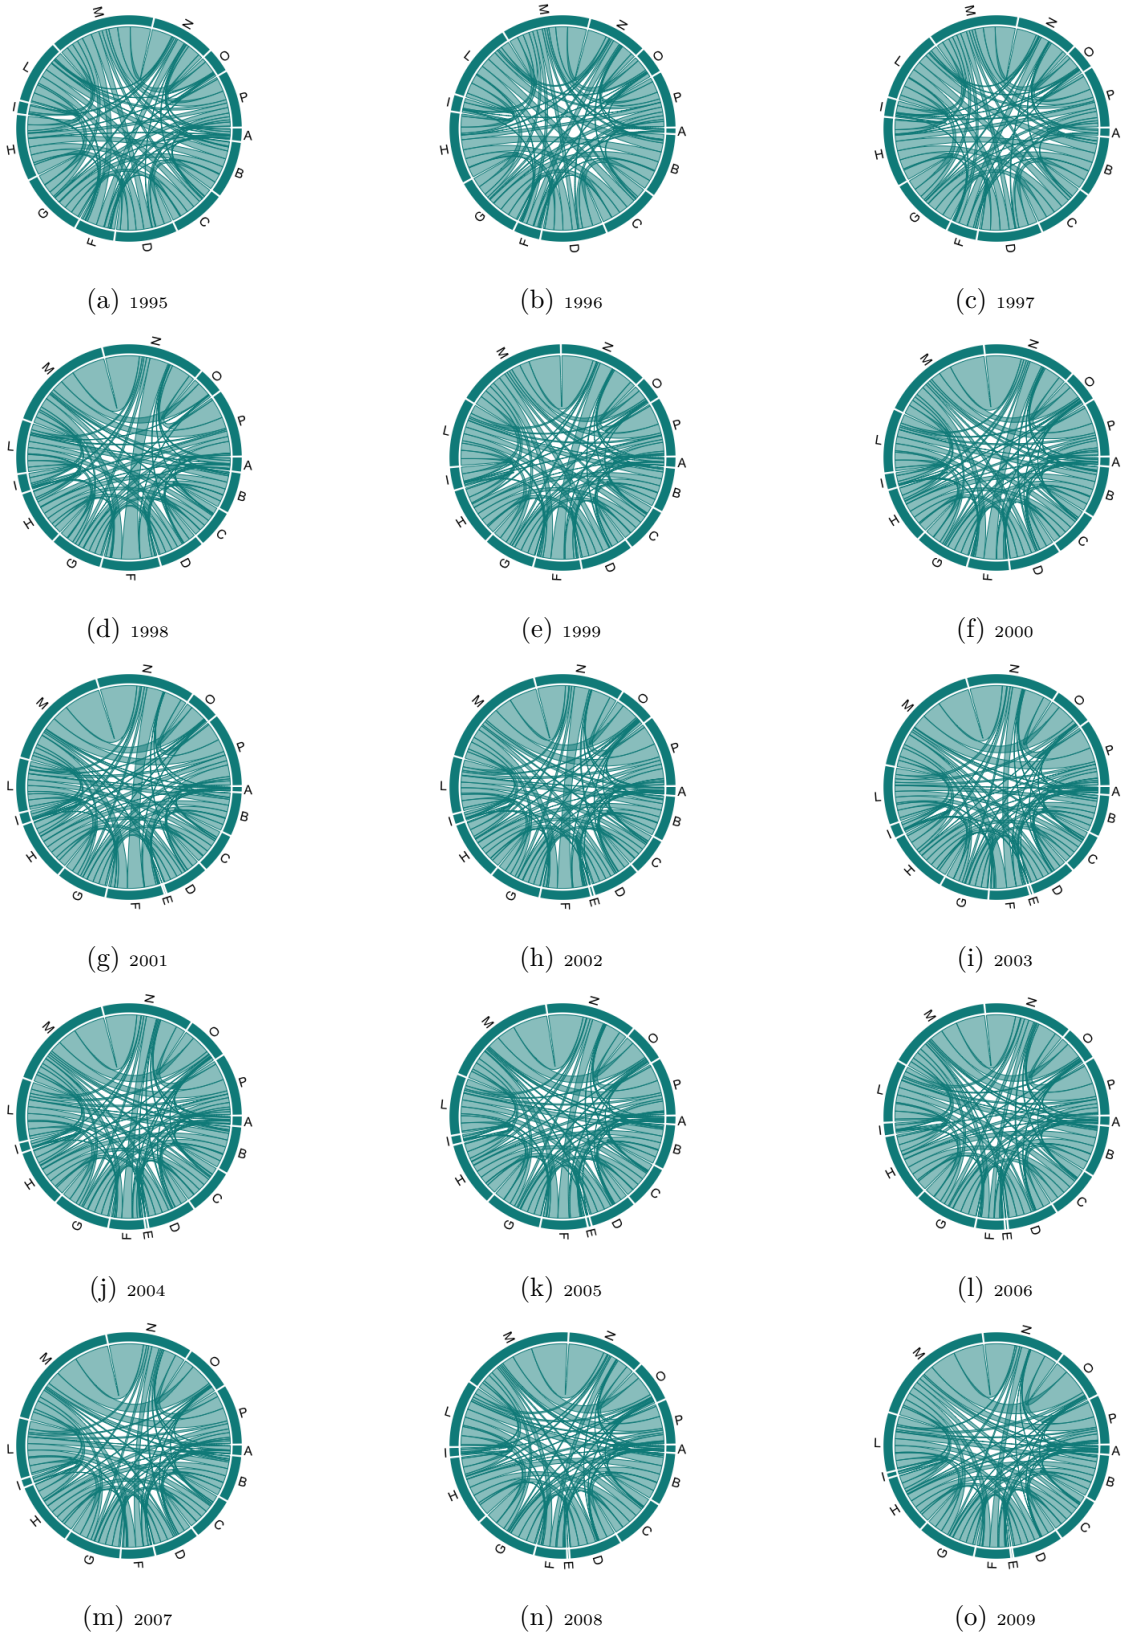 M N O P A B C D F G H I L
M N O P A B C D F G H I L
M N O P A B C D F G H I L
(a) 1995 (b) 1996 (c) 1997
N O P A B C D F G H I L M
N O P A B C D F G H I L M
N O P A B C D F G H I L M
(d) 1998 (e) 1999 (f) 2000
N O P A B C D E F G H I L M
N O P A B C D E F G H I L M
N O P A B C D E F G H I L M
(g) 2001 (h) 2002 (i) 2003
N O P A B C D E F G H I L M
N O P A B C D E F G H I L M
N O P A B C D E F G H I L M
(j) 2004 (k) 2005 (l) 2006
N O P A B C D F G H I L M
N O P A B C D E F G H I L M
N O P A B C D E F G H I L M
(m) 2007 (n) 2008 (o) 2009